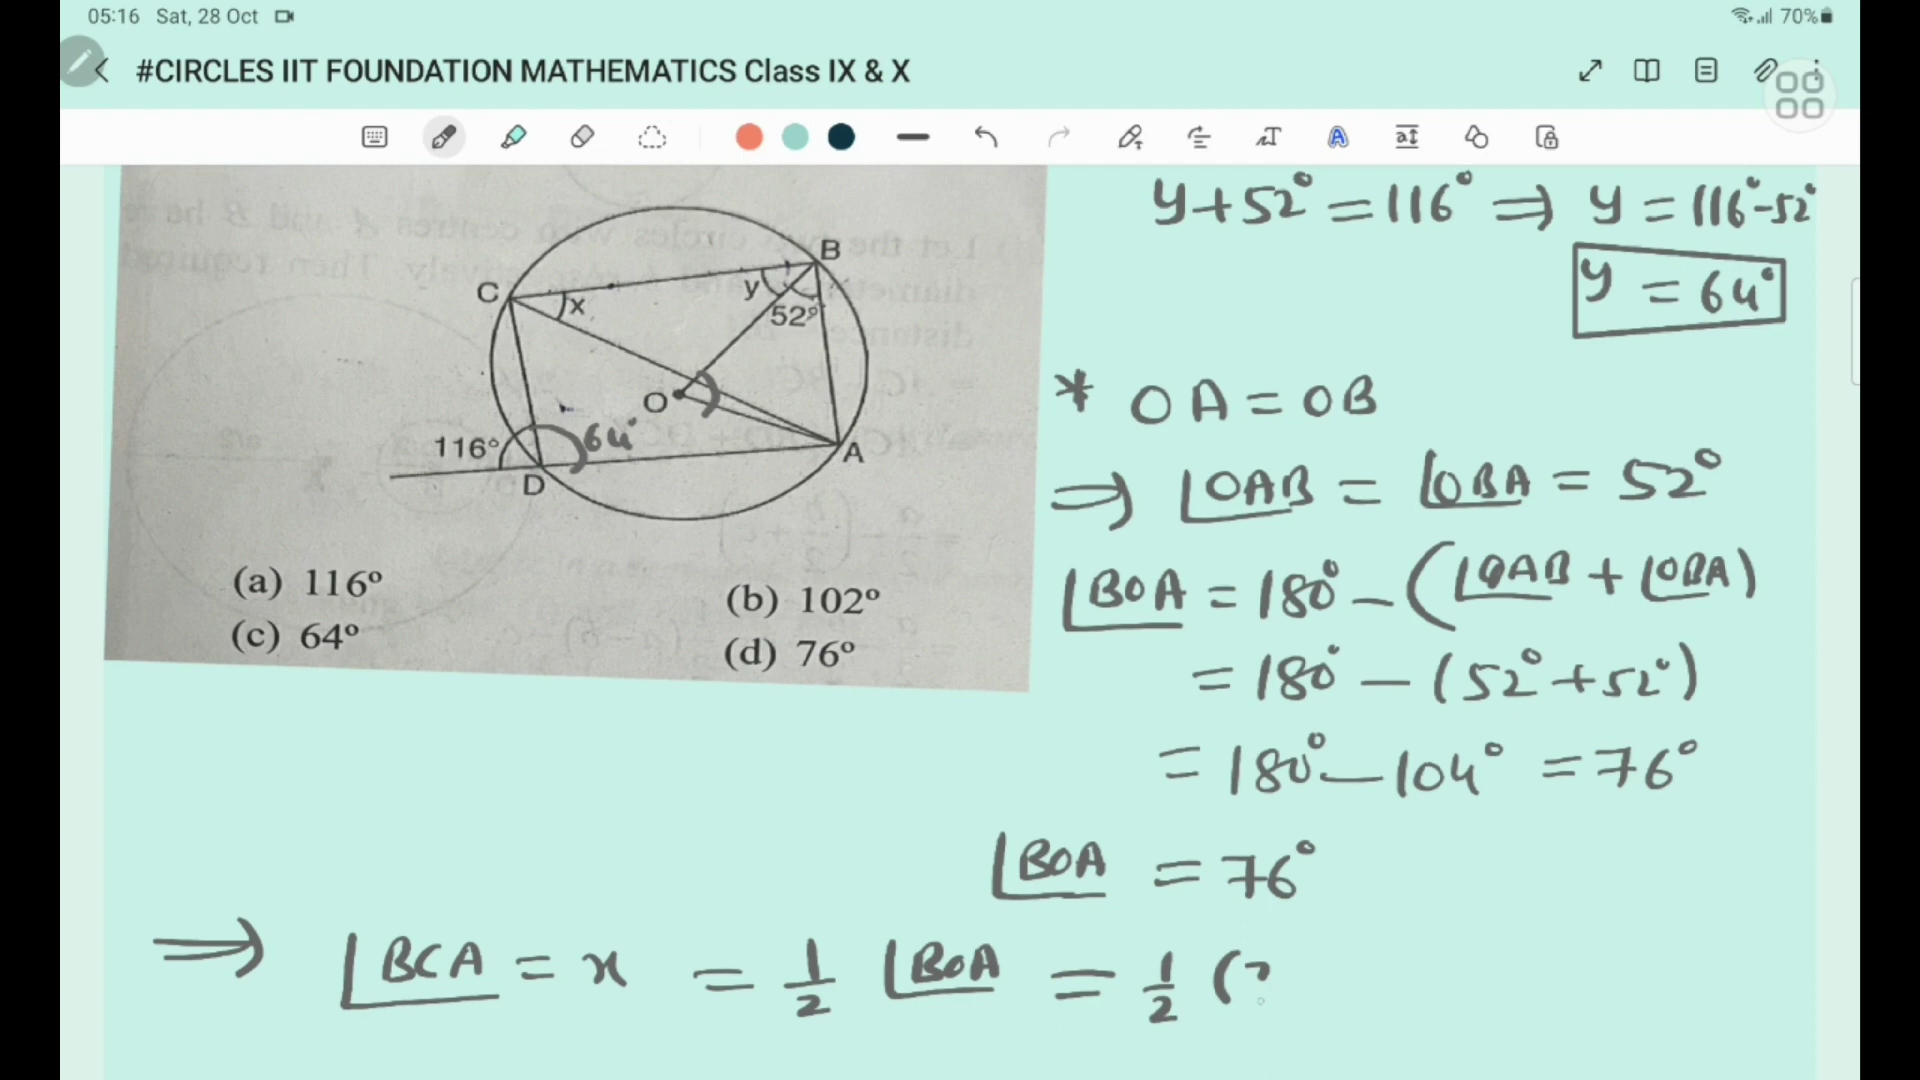 05:16 Sat, 28 Oct
70%
#CIRCLES IIT FOUNDATION MATHEMATICS Class IX & X
y+52° = 116° ⇒ y = 116°-52°
y = 64°
B
C
x
y
52°
O
64°
116°
A
D
(a) 116° (b) 102°
(c) 64° (d) 76°
* OA = OB
⇒ ∠OAB = ∠OBA = 52°
∠BOA = 180° - (∠OAB + ∠OBA)
= 180° - (52° + 52°)
= 180° - 104° = 76°
∠BOA = 76°
⇒ ∠BCA = x = 1/2 ∠BOA = 1/2 (